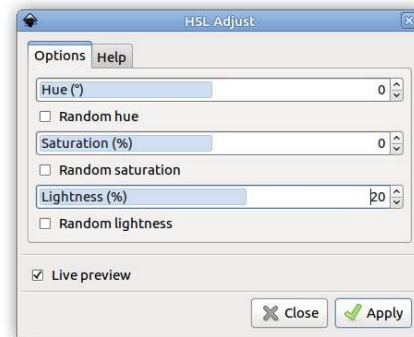 HSL Adjust
Options Help
Hue (°) 0
Random hue
Saturation (%) 0
Random saturation
Lightness (%) 20
Random lightness
Live preview
Close Apply